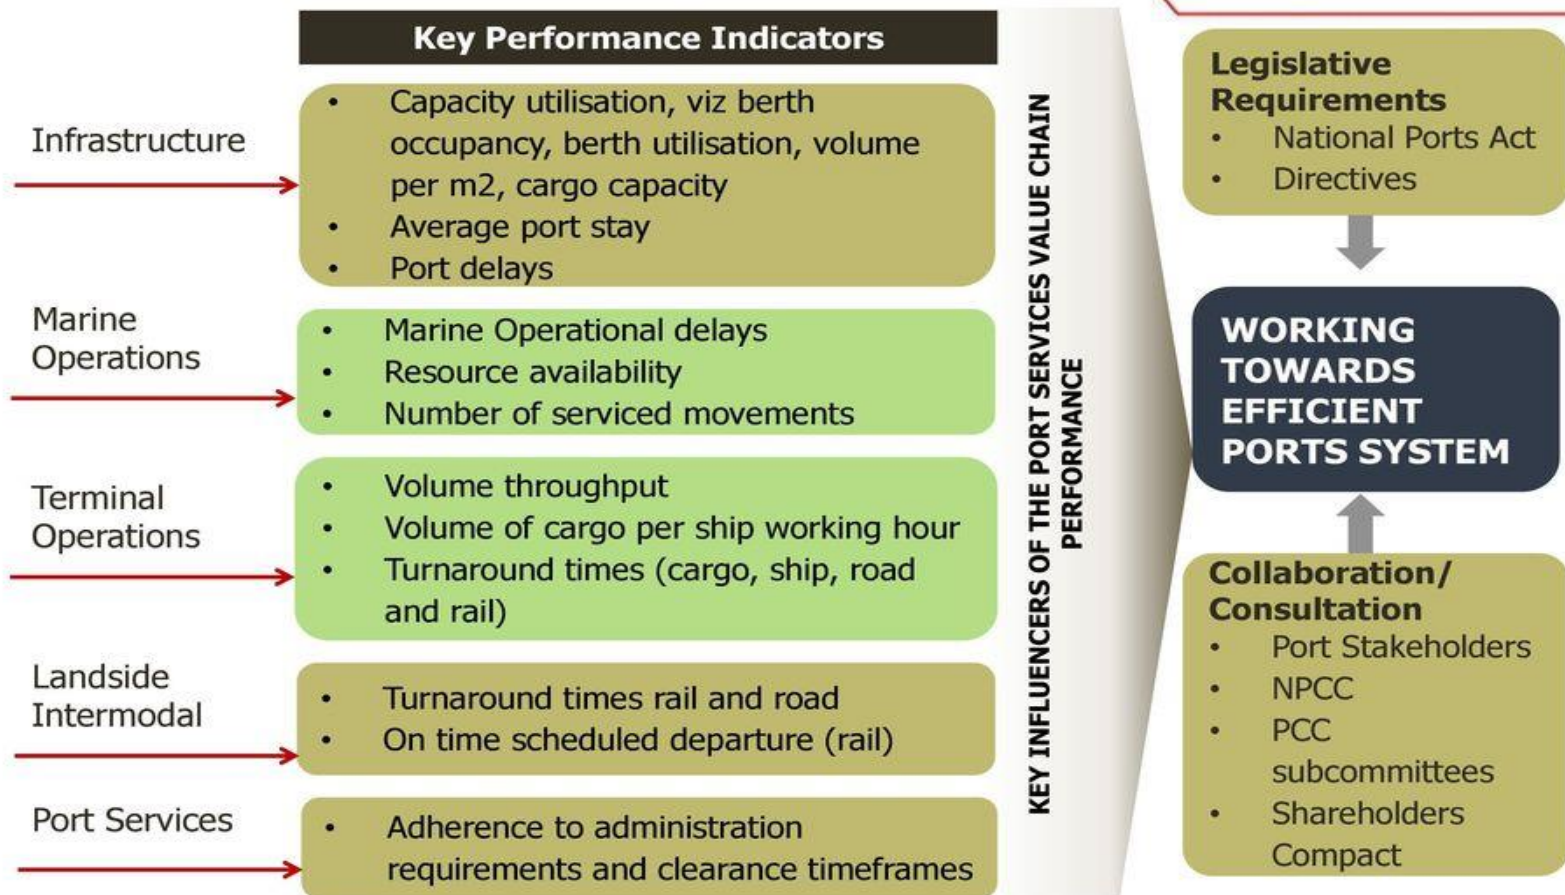 Key Performance Indicators
Infrastructure
• Capacity utilisation, viz berth
occupancy, berth utilisation, volume
per m2, cargo capacity
• Average port stay
• Port delays
Marine
Operations
• Marine Operational delays
• Resource availability
• Number of serviced movements
Terminal
Operations
• Volume throughput
• Volume of cargo per ship working hour
• Turnaround times (cargo, ship, road
and rail)
Landside
Intermodal
• Turnaround times rail and road
• On time scheduled departure (rail)
Port Services
• Adherence to administration
requirements and clearance timeframes
KEY INFLUENCERS OF THE PORT SERVICES VALUE CHAIN
PERFORMANCE
Legislative
Requirements
• National Ports Act
• Directives
WORKING
TOWARDS
EFFICIENT
PORTS SYSTEM
Collaboration/
Consultation
• Port Stakeholders
• NPCC
• PCC
subcommittees
• Shareholders
Compact